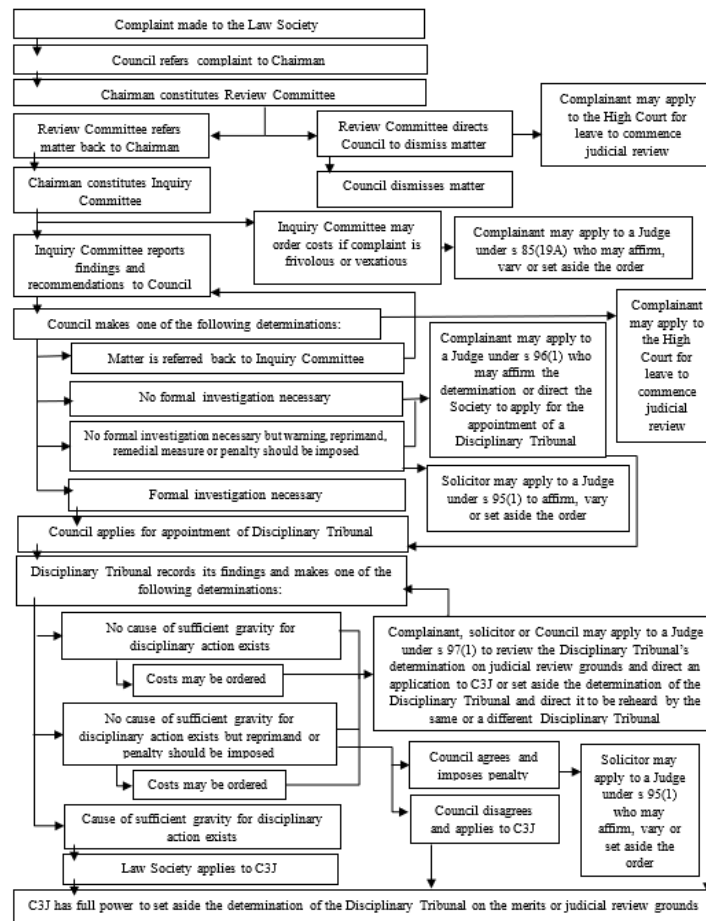 Complaint made to the Law Society
Council refers complaint to Chairman
Chairman constitutes Review Committee
Review Committee refers
matter back to Chairman
Review Committee directs
Council to dismiss matter
Complainant may apply
to the High Court for
leave to commence
judicial review
Council dismisses matter
Chairman constitutes Inquiry
Committee
Inquiry Committee may
order costs if complaint is
frivolous or vexatious
Complainant may apply to a Judge
under s 85(19A) who may affirm,
vary or set aside the order
Inquiry Committee reports
findings and
recommendations to Council
Council makes one of the following determinations:
Complainant
may apply to
the High
Court for
leave to
commence
judicial
review
Matter is referred back to Inquiry Committee
Complainant may apply to
a Judge under s 96(1) who
may affirm the
determination or direct the
Society to apply for the
appointment of a
Disciplinary Tribunal
No formal investigation necessary
No formal investigation necessary but warning, reprimand,
remedial measure or penalty should be imposed
Solicitor may apply to a Judge
under s 95(1) to affirm, vary
or set aside the order
Formal investigation necessary
Council applies for appointment of Disciplinary Tribunal
Disciplinary Tribunal records its findings and makes one of the
following determinations:
No cause of sufficient gravity for
disciplinary action exists
Costs may be ordered
Complainant, solicitor or Council may apply to a Judge
under s 97(1) to review the Disciplinary Tribunal's
determination on judicial review grounds and direct an
application to C3J or set aside the determination of the
Disciplinary Tribunal and direct it to be reheard by the
same or a different Disciplinary Tribunal
No cause of sufficient gravity for
disciplinary action exists but reprimand or
penalty should be imposed
Costs may be ordered
Council agrees and
imposes penalty
Solicitor may
apply to a Judge
under s 95(1)
who may
affirm, vary or
set aside the
order
Council disagrees
and applies to C3J
Cause of sufficient gravity for disciplinary
action exists
Law Society applies to C3J
C3J has full power to set aside the determination of the Disciplinary Tribunal on the merits or judicial review grounds